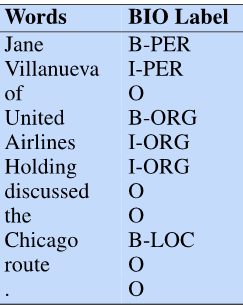 Words BIO Label
Jane B-PER
Villanueva I-PER
of O
United B-ORG
Airlines I-ORG
Holding I-ORG
discussed O
the O
Chicago B-LOC
route O
. O